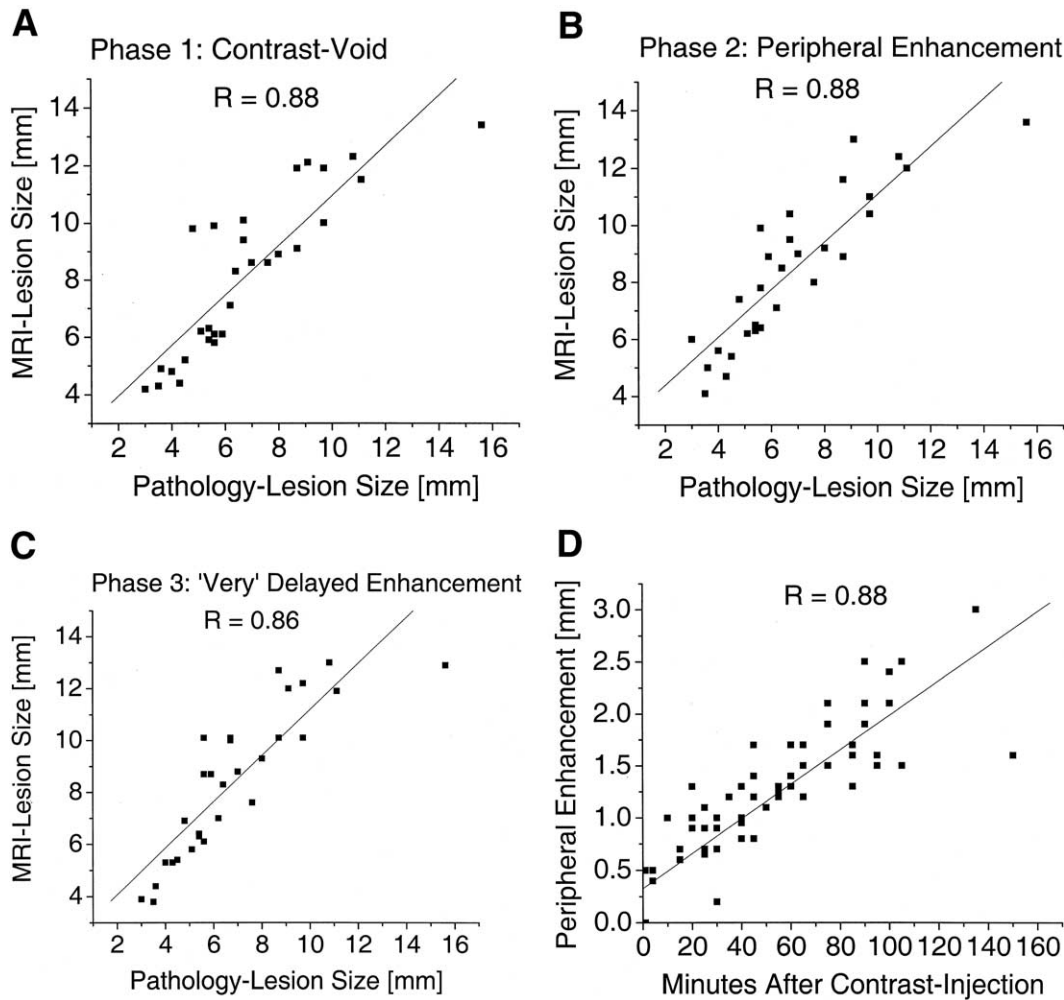 A
Phase 1: Contrast-Void
R = 0.88
MRI-Lesion Size [mm]
14
12
10
8
6
4
2 4 6 8 10 12 14 16
Pathology-Lesion Size [mm]
B
Phase 2: Peripheral Enhancement
R = 0.88
MRI-Lesion Size [mm]
14
12
10
8
6
4
2 4 6 8 10 12 14 16
Pathology-Lesion Size [mm]
C
Phase 3: 'Very' Delayed Enhancement
R = 0.86
MRI-Lesion Size [mm]
14
12
10
8
6
4
2 4 6 8 10 12 14 16
Pathology-Lesion Size [mm]
D
R = 0.88
Peripheral Enhancement [mm]
3.0
2.5
2.0
1.5
1.0
0.5
0.0
0 20 40 60 80 100 120 140 160
Minutes After Contrast-Injection